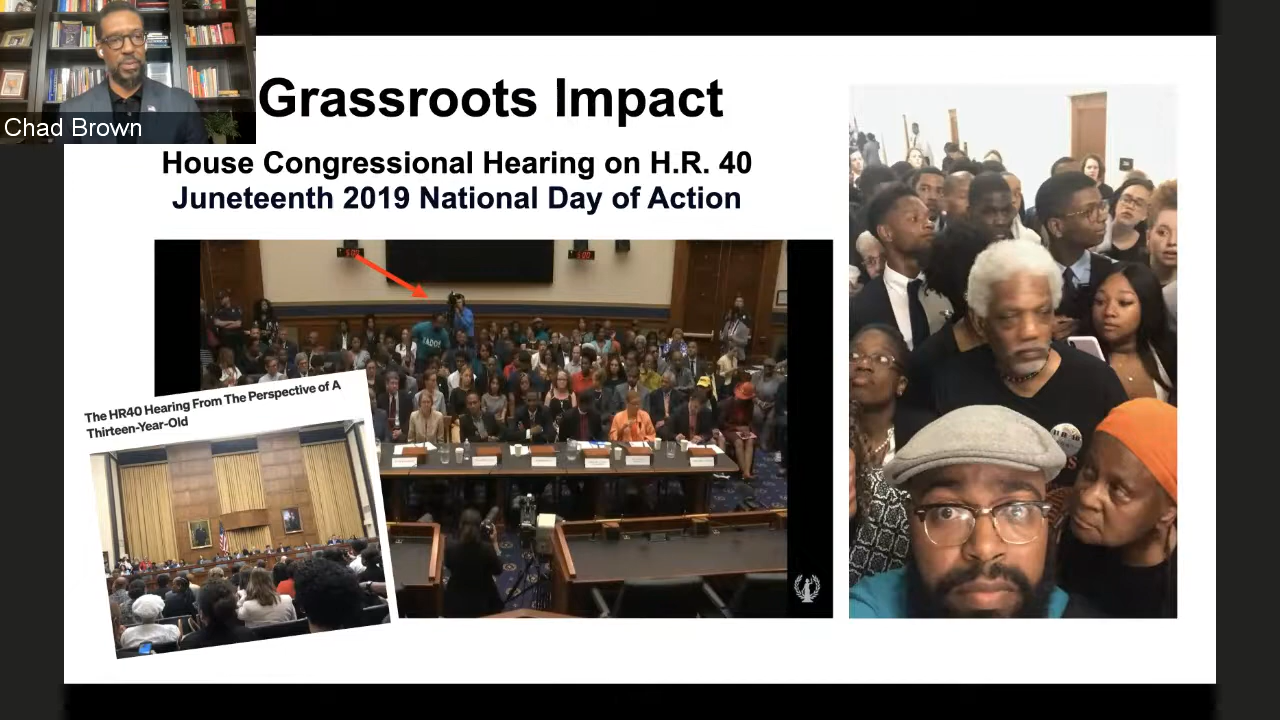 Chad Brown
Grassroots Impact
House Congressional Hearing on H.R. 40
Juneteenth 2019 National Day of Action
ADOS
The HR40 Hearing From The Perspective of A
Thirteen-Year-Old